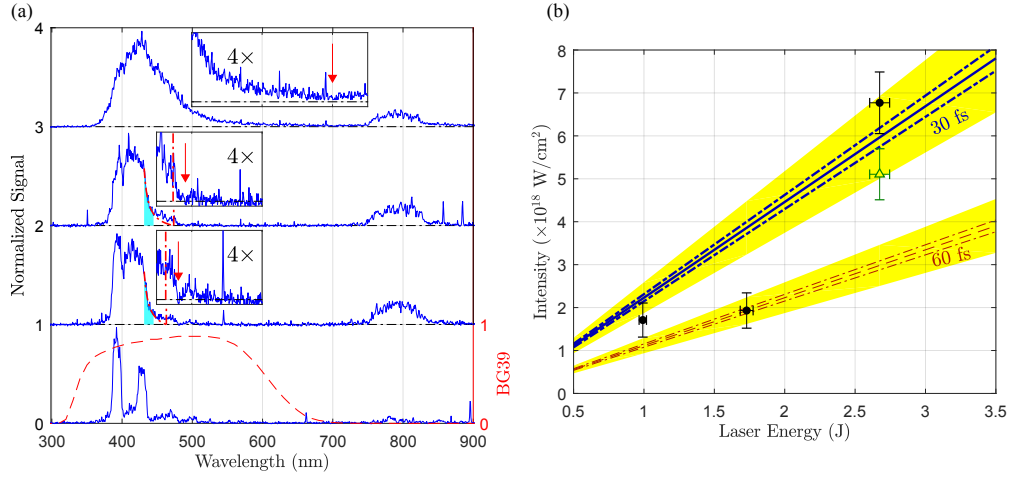 (a)
4
3
2
1
0
Normalized Signal
4×
4×
4×
1
0
BG39
300 400 500 600 700 800 900
Wavelength (nm)
(b)
8
7
6
5
4
3
2
1
0
Intensity (×10¹⁸ W/cm²)
30 fs
60 fs
0.5 1 1.5 2 2.5 3 3.5
Laser Energy (J)